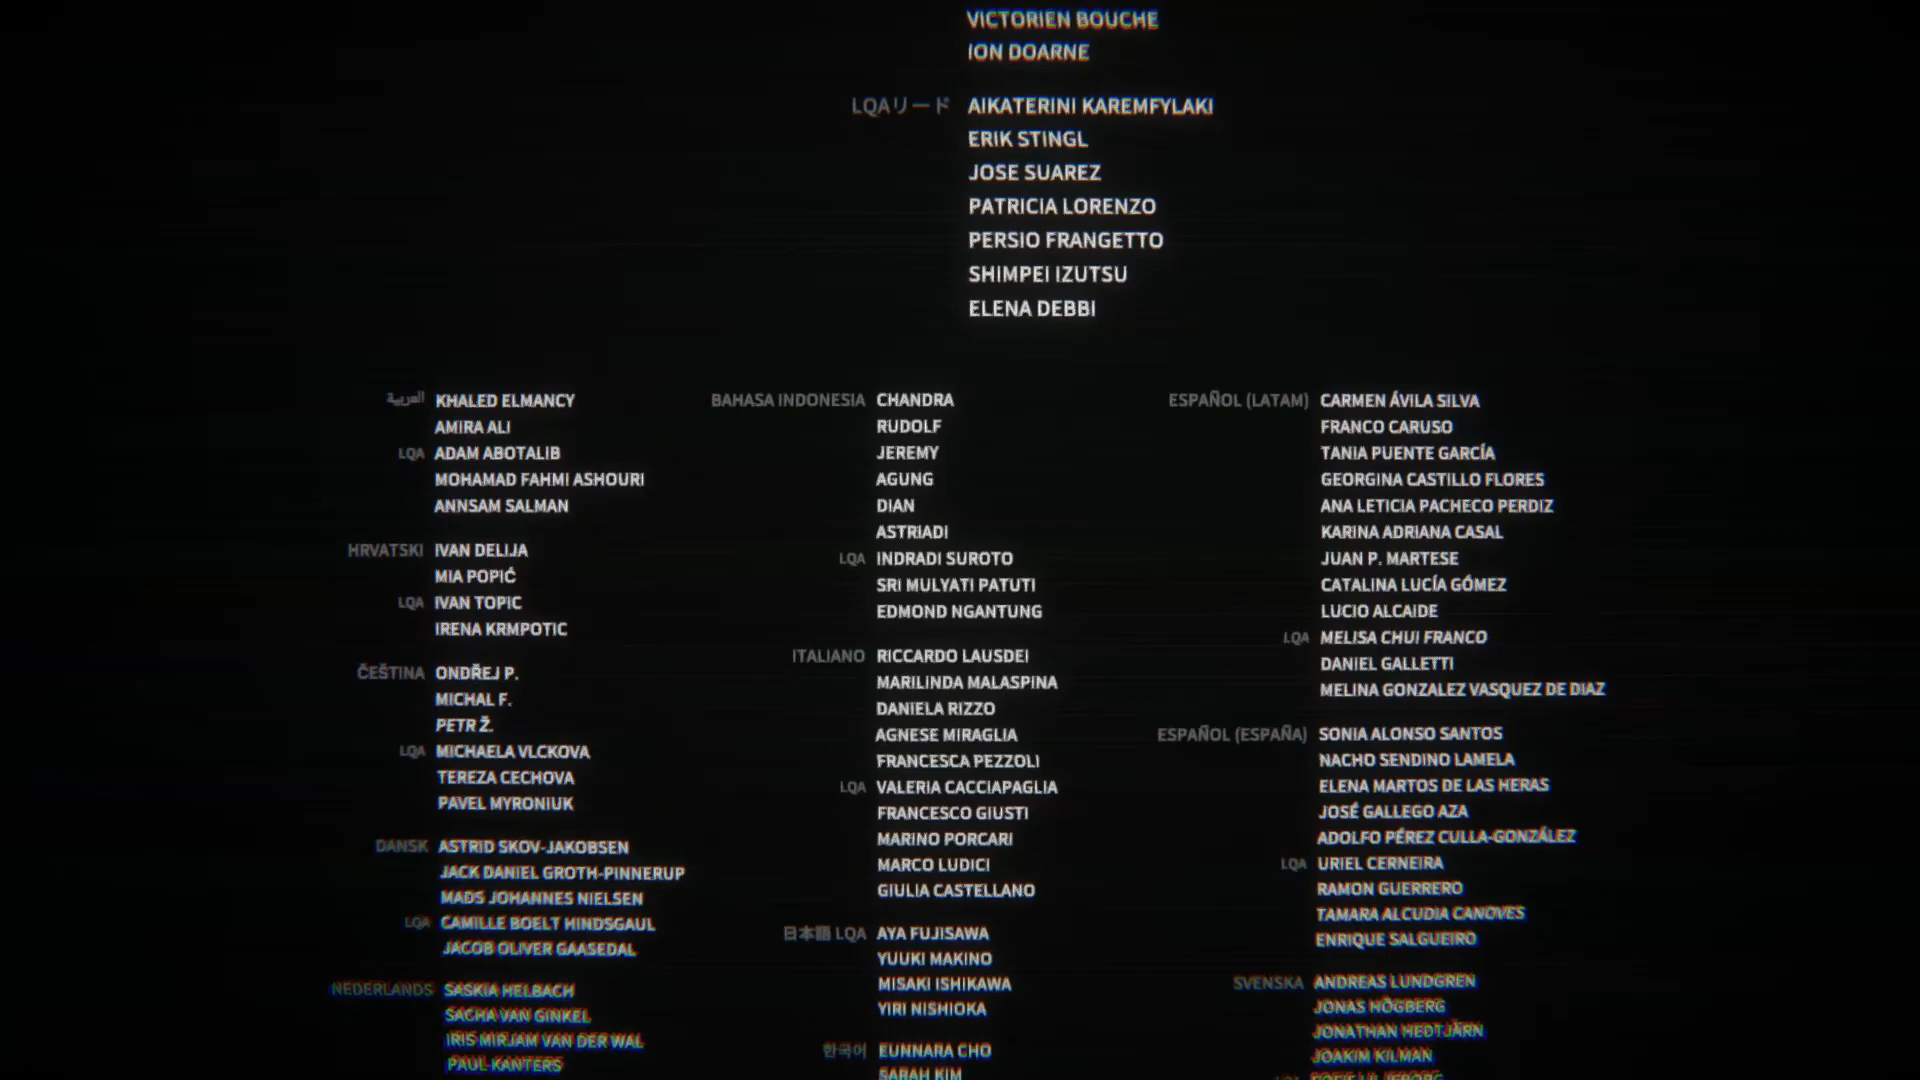 VICTORIEN BOUCHE
ION DOARNE
LQAリード AIKATERINI KAREMFYLAKI
ERIK STINGL
JOSE SUAREZ
PATRICIA LORENZO
PERSIO FRANGETTO
SHIMPEI IZUTSU
ELENA DEBBI
العربية KHALED ELMANCY
AMIRA ALI
LQA ADAM ABOTALIB
MOHAMAD FAHMI ASHOURI
ANNSAM SALMAN
HRVATSKI IVAN DELIJA
MIA POPIĆ
LQA IVAN TOPIC
IRENA KRMPOTIC
ČEŠTINA ONDŘEJ P.
MICHAL F.
PETR Ž.
LQA MICHAELA VLCKOVA
TEREZA CECHOVA
PAVEL MYRONIUK
DANSK ASTRID SKOV-JAKOBSEN
JACK DANIEL GROTH-PINNERUP
MADS JOHANNES NIELSEN
LQA CAMILLE BOELT HINDSGAUL
JACOB OLIVER GAASEDAL
NEDERLANDS SASKIA HELBACH
SACHA VAN GINKEL
IRIS MIRJAM VAN DER WAL
PAUL KANTERS
BAHASA INDONESIA CHANDRA
RUDOLF
JEREMY
AGUNG
DIAN
ASTRIADI
LQA INDRADI SUROTO
SRI MULYATI PATUTI
EDMOND NGANTUNG
ITALIANO RICCARDO LAUSDEI
MARILINDA MALASPINA
DANIELA RIZZO
AGNESE MIRAGLIA
FRANCESCA PEZZOLI
LQA VALERIA CACCIAPAGLIA
FRANCESCO GIUSTI
MARINO PORCARI
MARCO LUDICI
GIULIA CASTELLANO
日本語 LQA AYA FUJISAWA
YUUKI MAKINO
MISAKI ISHIKAWA
YIRI NISHIOKA
한국어 EUNNARA CHO
SARAH KIM
ESPAÑOL (LATAM) CARMEN ÁVILA SILVA
FRANCO CARUSO
TANIA PUENTE GARCÍA
GEORGINA CASTILLO FLORES
ANA LETICIA PACHECO PERDIZ
KARINA ADRIANA CASAL
JUAN P. MARTESE
CATALINA LUCÍA GÓMEZ
LUCIO ALCAIDE
LQA MELISA CHUI FRANCO
DANIEL GALLETTI
MELINA GONZALEZ VASQUEZ DE DIAZ
ESPAÑOL (ESPAÑA) SONIA ALONSO SANTOS
NACHO SENDINO LAMELA
ELENA MARTOS DE LAS HERAS
JOSÉ GALLEGO AZA
ADOLFO PÉREZ CULLA-GONZÁLEZ
LQA URIEL CERNEIRA
RAMON GUERRERO
TAMARA ALCUDIA CANOVES
ENRIQUE SALGUEIRO
SVENSKA ANDREAS LUNDGREN
JONAS HÖGBERG
JONATHAN HEDTJÄRN
JOAKIM KILMAN
LQA